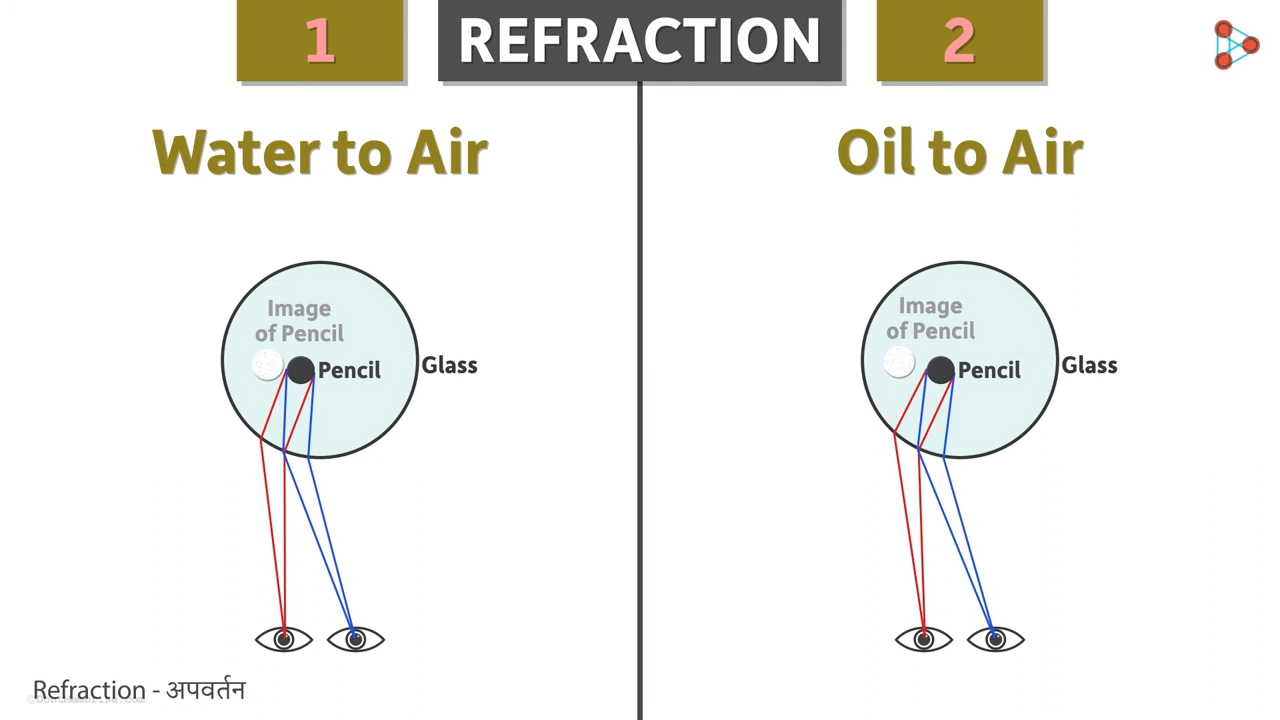 1
REFRACTION
2
Water to Air
Oil to Air
Image
of Pencil
Pencil
Glass
Image
of Pencil
Pencil
Glass
Refraction - अपवर्तन